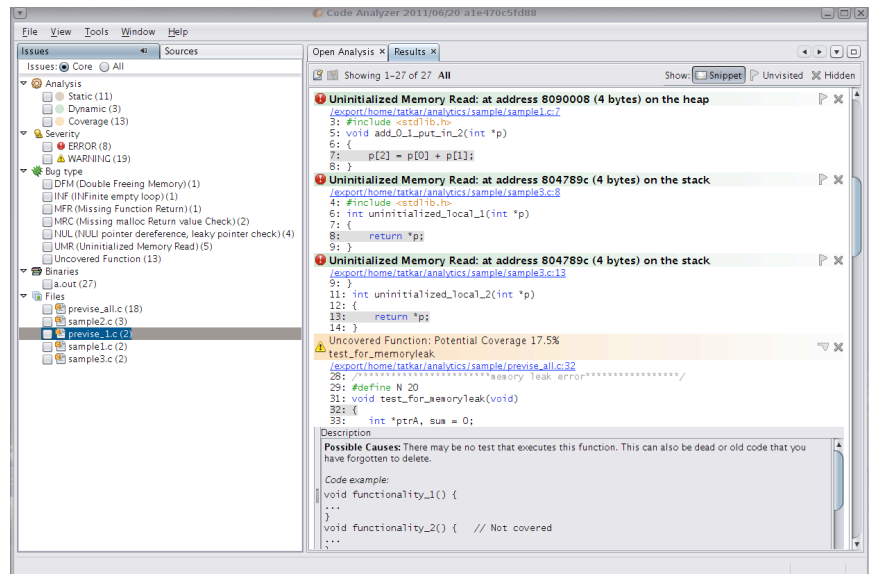 Code Analyzer 2011/06/20 a1e470c5fd88
File View Tools Window Help
Issues Sources
Issues: Core All
Analysis
Static (11)
Dynamic (3)
Coverage (13)
Severity
ERROR (8)
WARNING (19)
Bug type
DFM (Double Freeing Memory)(1)
INF (INFinite empty loop)(1)
MFR (Missing Function Return)(1)
MRC (Missing malloc Return value Check)(2)
NUL (NULl pointer dereference, leaky pointer check)(4)
UMR (Uninitialized Memory Read)(5)
Uncovered Function (13)
Binaries
a.out (27)
Files
previse_all.c (18)
sample2.c (3)
previse_1.c (2)
sample1.c (2)
sample3.c (2)
Open Analysis Results
Showing 1-27 of 27 All Show: Snippet Unvisited Hidden
Uninitialized Memory Read: at address 8090008 (4 bytes) on the heap
/export/home/tatkar/analytics/sample/sample1.c:7
3: #include <stdlib.h>
5: void add_0_1_put_in_2(int *p)
6: {
7: p[2] = p[0] + p[1];
8: }
Uninitialized Memory Read: at address 804789c (4 bytes) on the stack
/export/home/tatkar/analytics/sample/sample3.c:8
4: #include <stdlib.h>
6: int uninitialized_local_1(int *p)
7: {
8: return *p;
9: }
Uninitialized Memory Read: at address 804789c (4 bytes) on the stack
/export/home/tatkar/analytics/sample/sample3.c:13
9: }
11: int uninitialized_local_2(int *p)
12: {
13: return *p;
14: }
Uncovered Function: Potential Coverage 17.5%
test_for_memoryleak
/export/home/tatkar/analytics/sample/previse_all.c:32
28: /************************memory leak error*****************/
29: #define N 20
31: void test_for_memoryleak(void)
32: {
33: int *ptrA, sum = 0;
Description
Possible Causes: There may be no test that executes this function. This can also be dead or old code that you
have forgotten to delete.
Code example:
void functionality_1() {
...
}
void functionality_2() { // Not covered
...